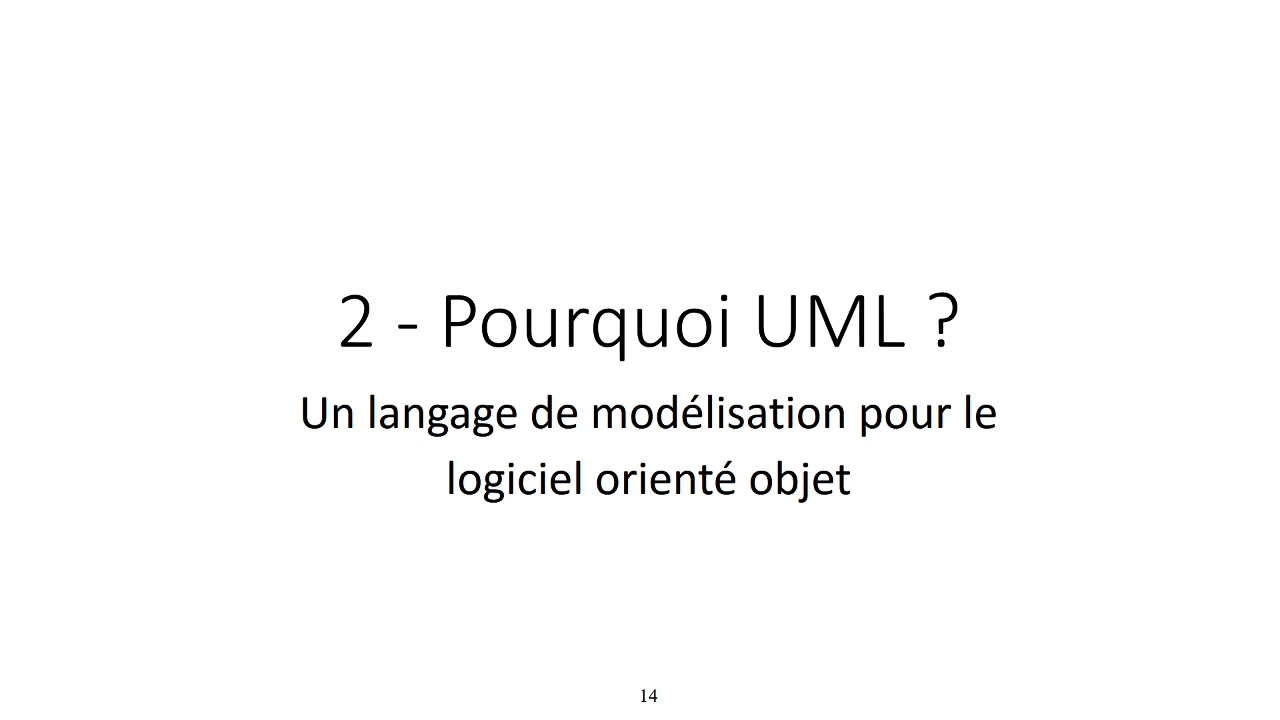 2 - Pourquoi UML ?
Un langage de modélisation pour le
logiciel orienté objet
14